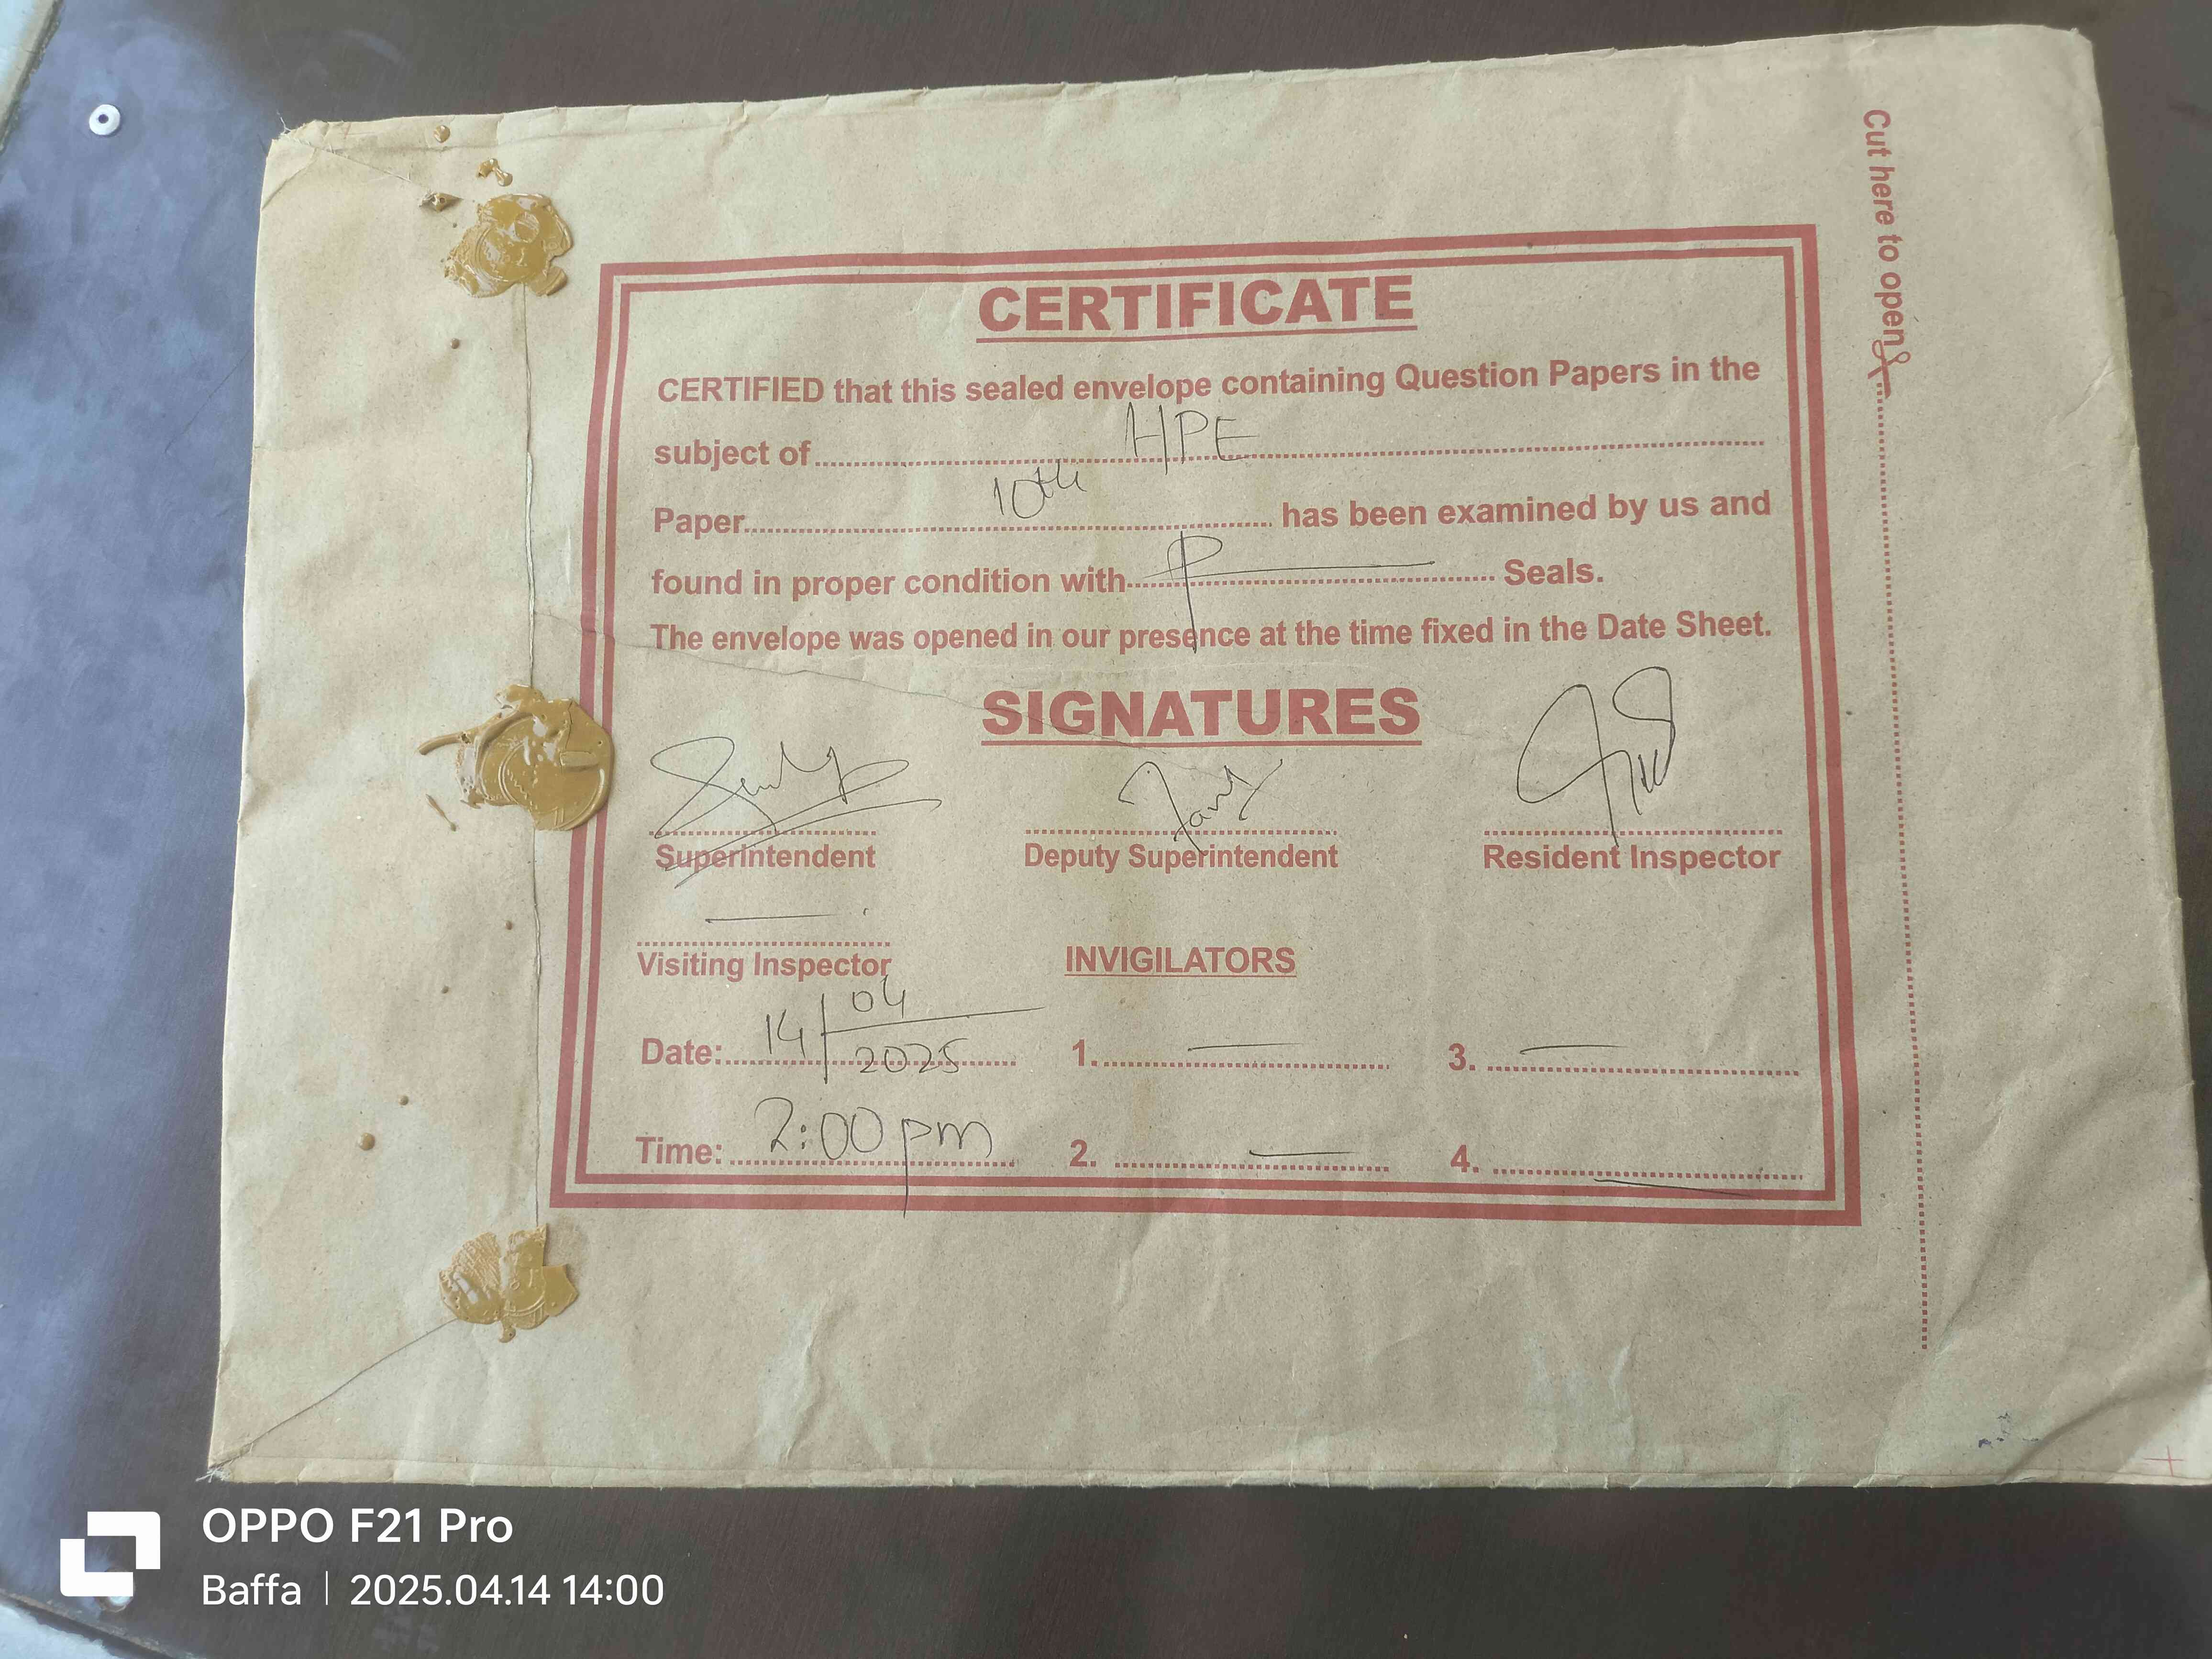 Cut here to open
CERTIFICATE
CERTIFIED that this sealed envelope containing Question Papers in the
subject of HPE
Paper 10th has been examined by us and
found in proper condition with Seals.
The envelope was opened in our presence at the time fixed in the Date Sheet.
SIGNATURES
Superintendent Deputy Superintendent Resident Inspector
Visiting Inspector INVIGILATORS
Date: 14/04/2025 1. 3.
Time: 2:00 pm 2. 4.
OPPO F21 Pro
Baffa | 2025.04.14 14:00